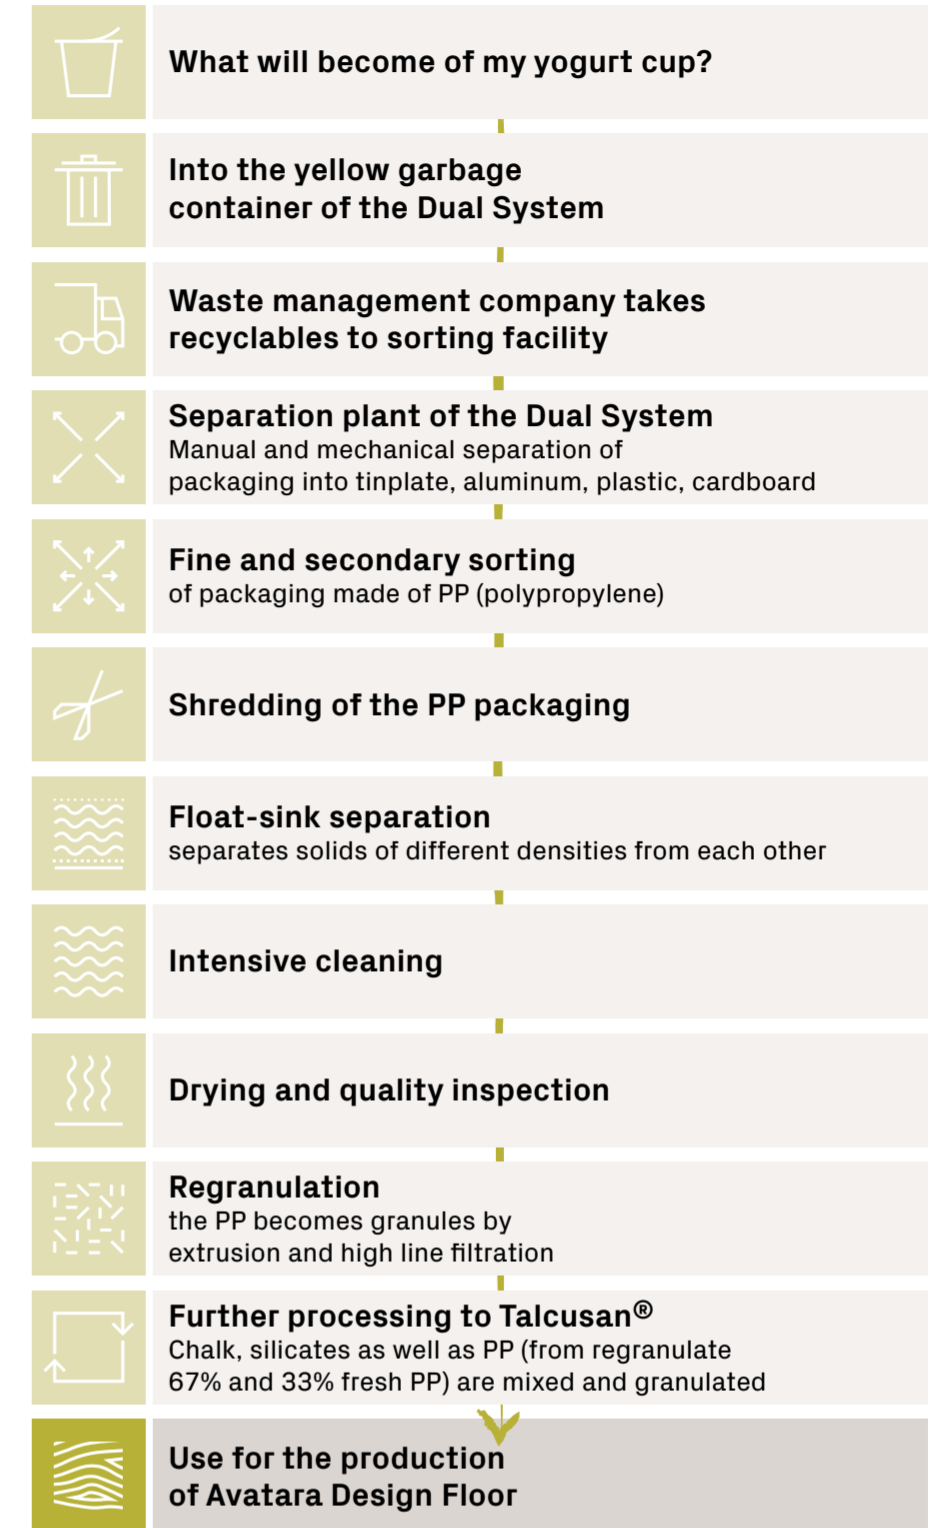 What will become of my yogurt cup?
Into the yellow garbage
container of the Dual System
Waste management company takes
recyclables to sorting facility
Separation plant of the Dual System
Manual and mechanical separation of
packaging into tinplate, aluminum, plastic, cardboard
Fine and secondary sorting
of packaging made of PP (polypropylene)
Shredding of the PP packaging
Float-sink separation
separates solids of different densities from each other
Intensive cleaning
Drying and quality inspection
Regranulation
the PP becomes granules by
extrusion and high line filtration
Further processing to Talcusan®
Chalk, silicates as well as PP (from regranulate
67% and 33% fresh PP) are mixed and granulated
Use for the production
of Avatara Design Floor